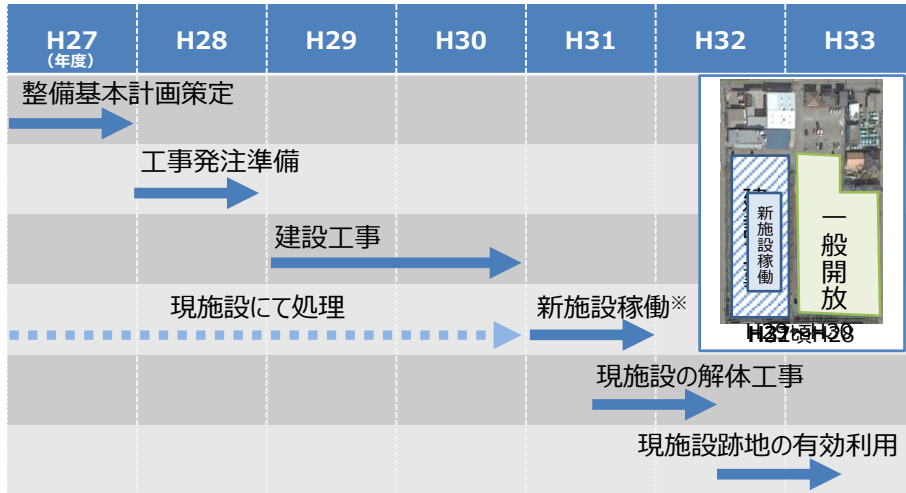 H27 H28 H29 H30 H31 H32 H33
（年度）
整備基本計画策定
工事発注準備
建設工事
現施設にて処理 新施設稼働※
現施設の解体工事
現施設跡地の有効利用
新施設稼働
一般開放